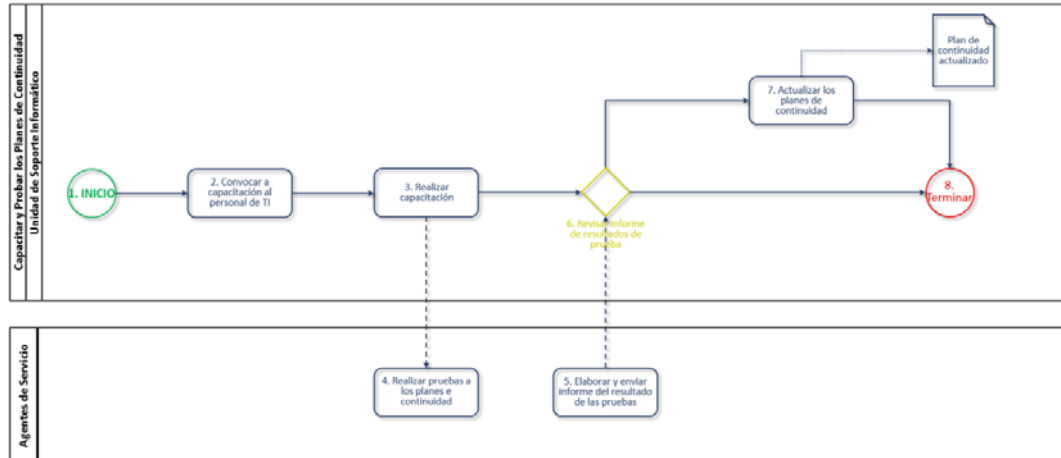 Capacitar y Probar los Planes de Continuidad
Unidad de Soporte Informático
1. INICIO
2. Convocar a
capacitación al
personal de TI
3. Realizar
capacitación
6. Revisar informe
de resultados de
prueba
7. Actualizar los
planes de
continuidad
Plan de
continuidad
actualizado
8.
Terminar
Agentes de Servicio
4. Realizar pruebas a
los planes e
continuidad
5. Elaborar y enviar
informe del resultado
de las pruebas